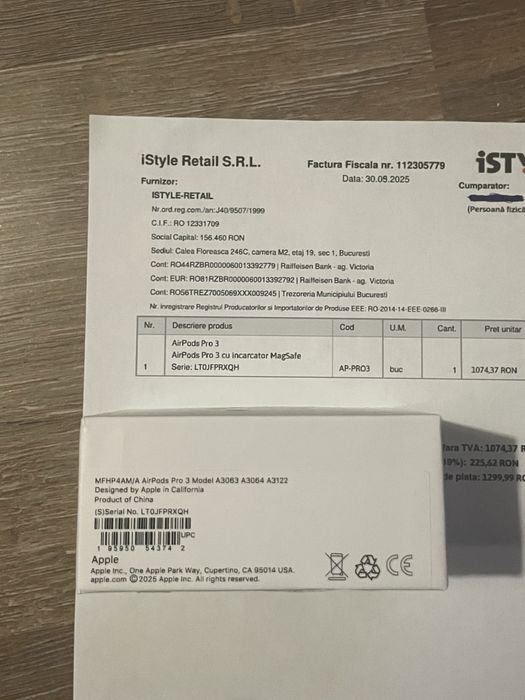 iStyle Retail S.R.L.
Factura Fiscala nr. 112305779
Data: 30.09.2025
iSTY
Furnizor:
ISTYLE-RETAIL
Cumparator:
(Persoană fizică
Nr.ord.reg.com./an: J40/9507/1999
C.I.F.: RO 12331709
Social Capital: 156.460 RON
Sediul: Calea Floreasca 246C, camera M2, etaj 19, sec 1, Bucuresti
Cont: RO44RZBR0000060013392779 | Raiffeisen Bank - ag. Victoria
Cont: EUR: RO81RZBR0000060013392792 | Raiffeisen Bank - ag. Victoria
Cont: RO56TREZ7005069XXX009245 | Trezoreria Municipiului Bucuresti
Nr. inregistrare Registrul Producatorilor si Importatorilor de Produse EEE: RO-2014-14-EEE-0266-III
Nr. Descriere produs Cod U.M. Cant. Pret unitar
AirPods Pro 3
AirPods Pro 3 cu incarcator MagSafe
1 Serie: LT0JFPRXQH AP-PRO3 buc 1 1074,37 RON
fara TVA: 1074,37 R
19%): 225,62 RON
de plata: 1299,99 RO
MFHP4AM/A AirPods Pro 3 Model A3063 A3064 A3122
Designed by Apple in California
Product of China
(S)Serial No. LT0JFPRXQH
UPC
1 95950 54374 2
Apple
Apple Inc., One Apple Park Way, Cupertino, CA 95014 USA.
apple.com ©2025 Apple Inc. All rights reserved.
CE